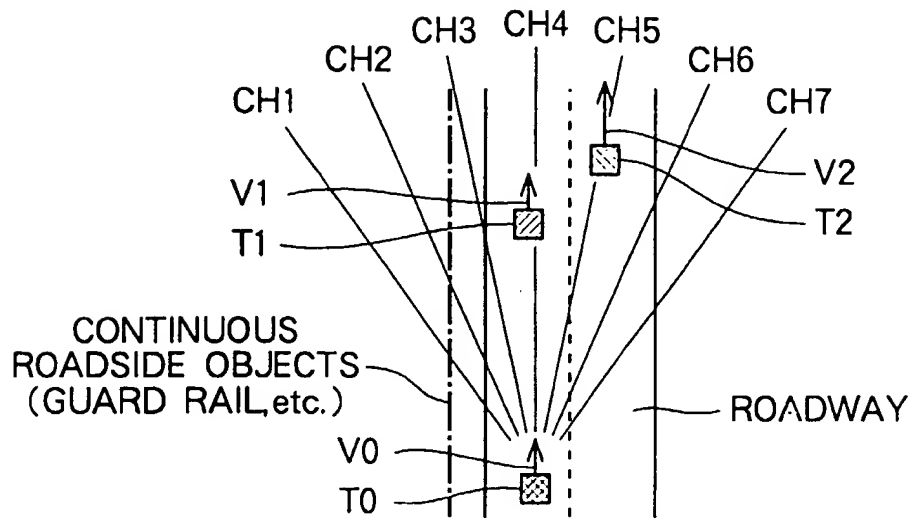 CH1
CH2
CH3
CH4
CH5
CH6
CH7
V1
T1
V2
T2
CONTINUOUS
ROADSIDE OBJECTS
(GUARD RAIL, etc.)
ROADWAY
V0
T0